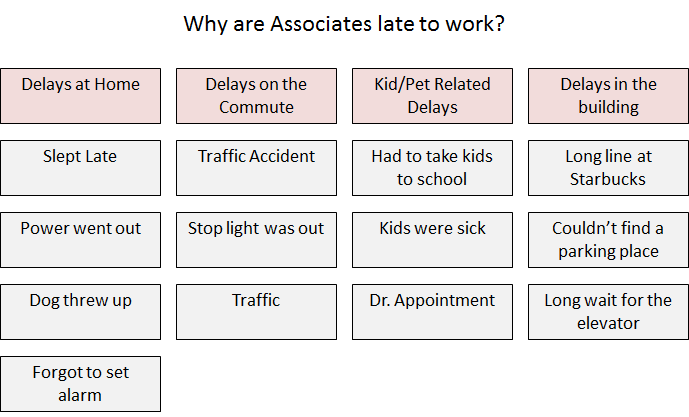 Why are Associates late to work?
Delays at Home
Delays on the
Commute
Kid/Pet Related
Delays
Delays in the
building
Slept Late
Traffic Accident
Had to take kids
to school
Long line at
Starbucks
Power went out
Stop light was out
Kids were sick
Couldn’t find a
parking place
Dog threw up
Traffic
Dr. Appointment
Long wait for the
elevator
Forgot to set
alarm